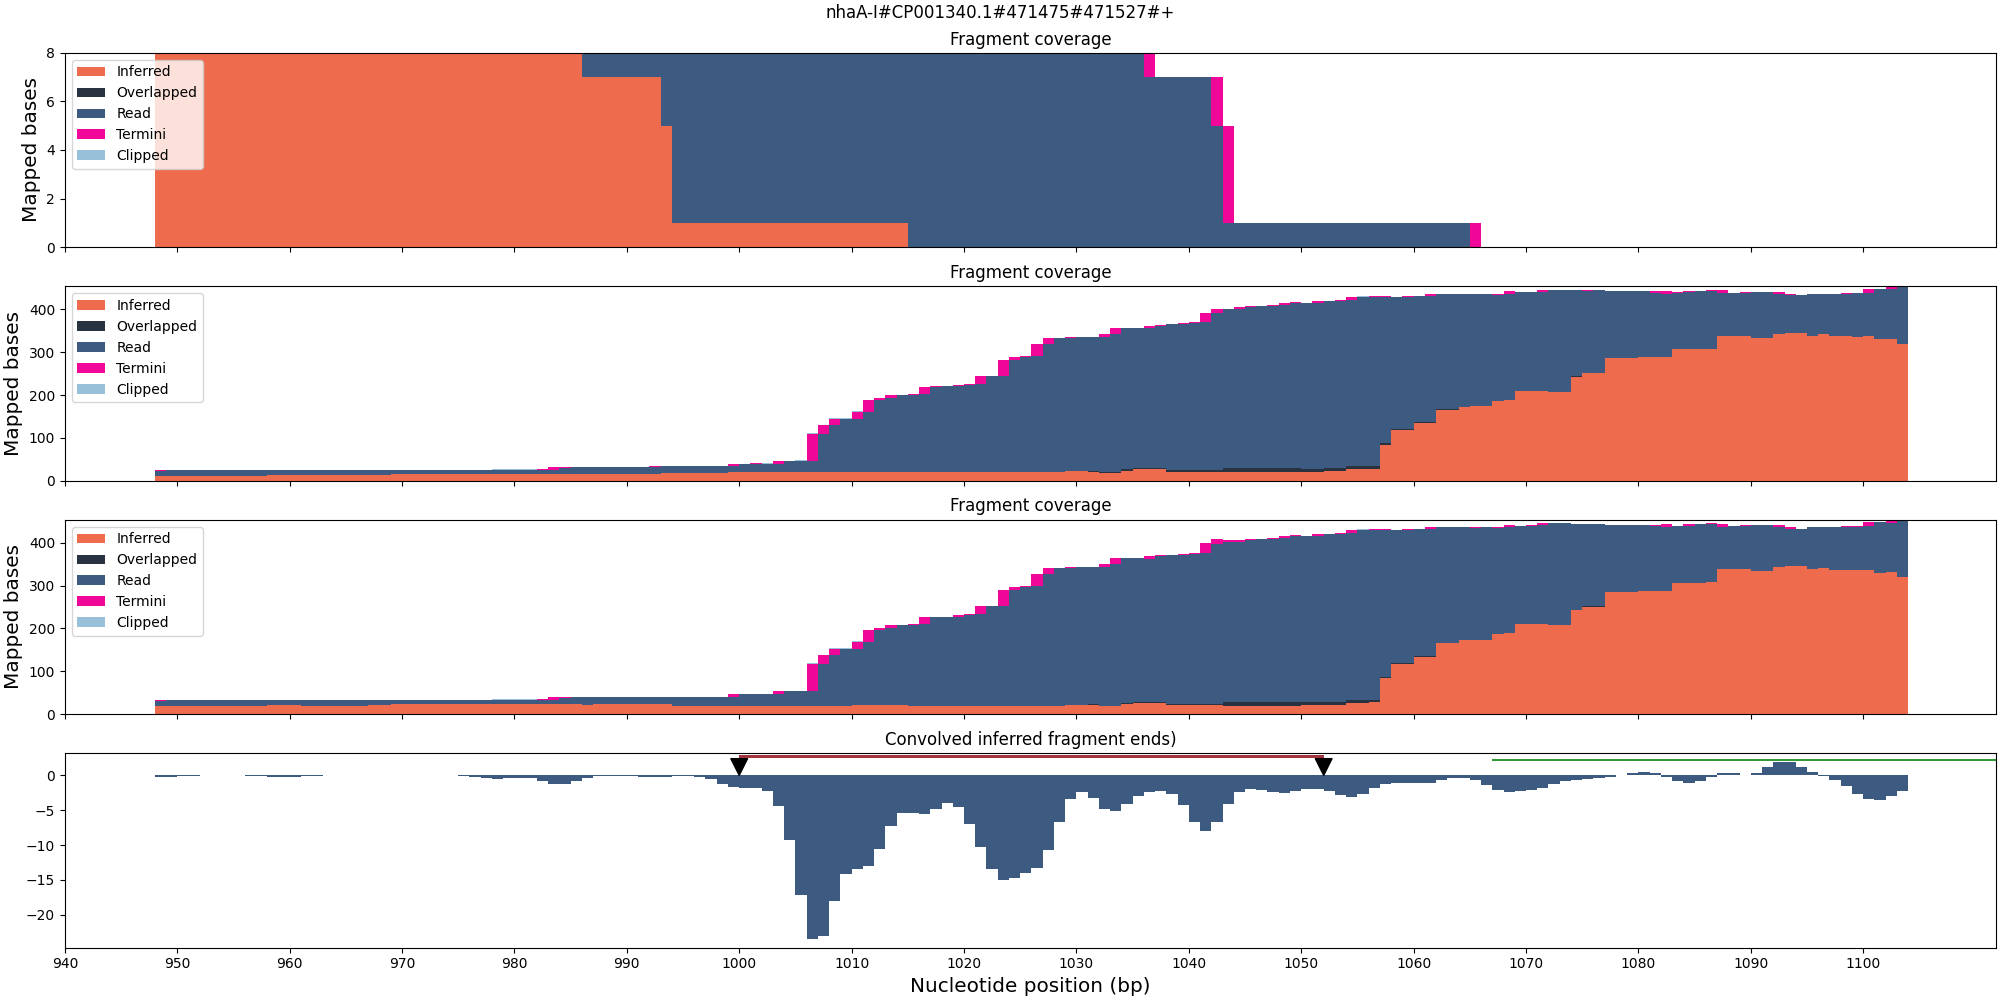 nhaA-I#CP001340.1#471475#471527#+
Fragment coverage
Mapped bases
8
6
4
2
0
Inferred
Overlapped
Read
Termini
Clipped
Fragment coverage
Mapped bases
400
300
200
100
0
Inferred
Overlapped
Read
Termini
Clipped
Fragment coverage
Mapped bases
400
300
200
100
0
Inferred
Overlapped
Read
Termini
Clipped
Convolved inferred fragment ends)
0
−5
−10
−15
−20
940 950 960 970 980 990 1000 1010 1020 1030 1040 1050 1060 1070 1080 1090 1100
Nucleotide position (bp)